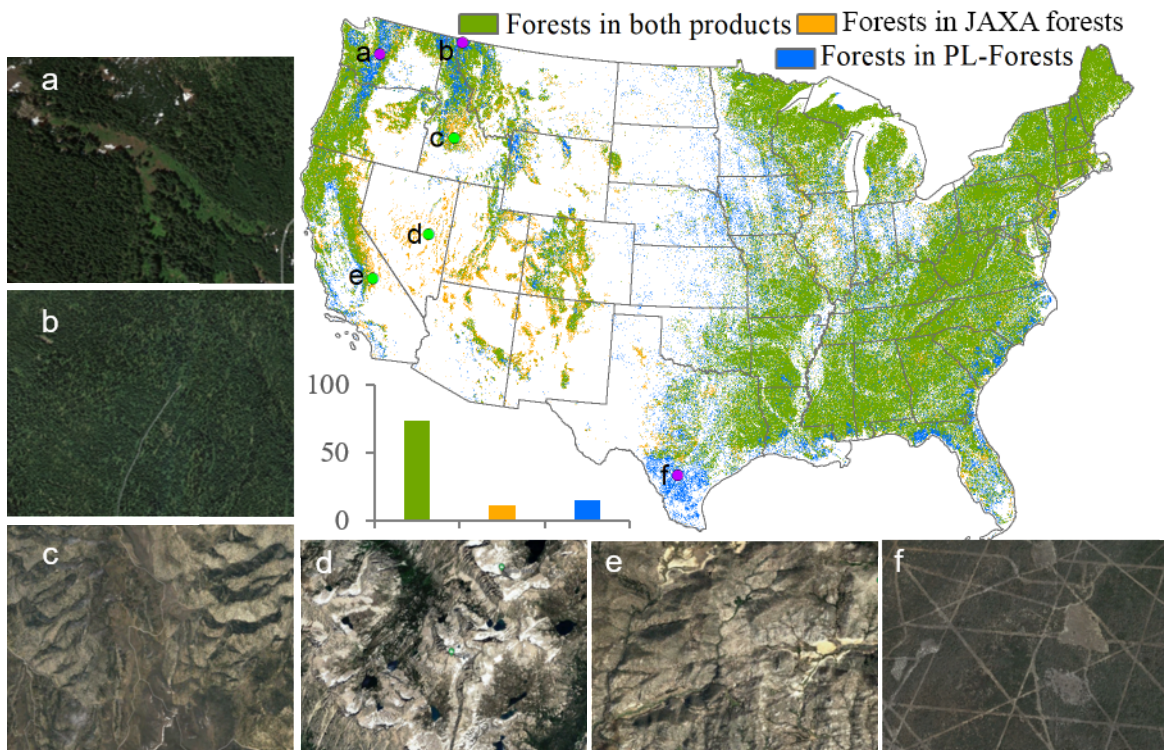 Forests in both products
Forests in JAXA forests
Forests in PL-Forests
a
b
c
d
e
f
100
50
0
a
b
c
d
e
f